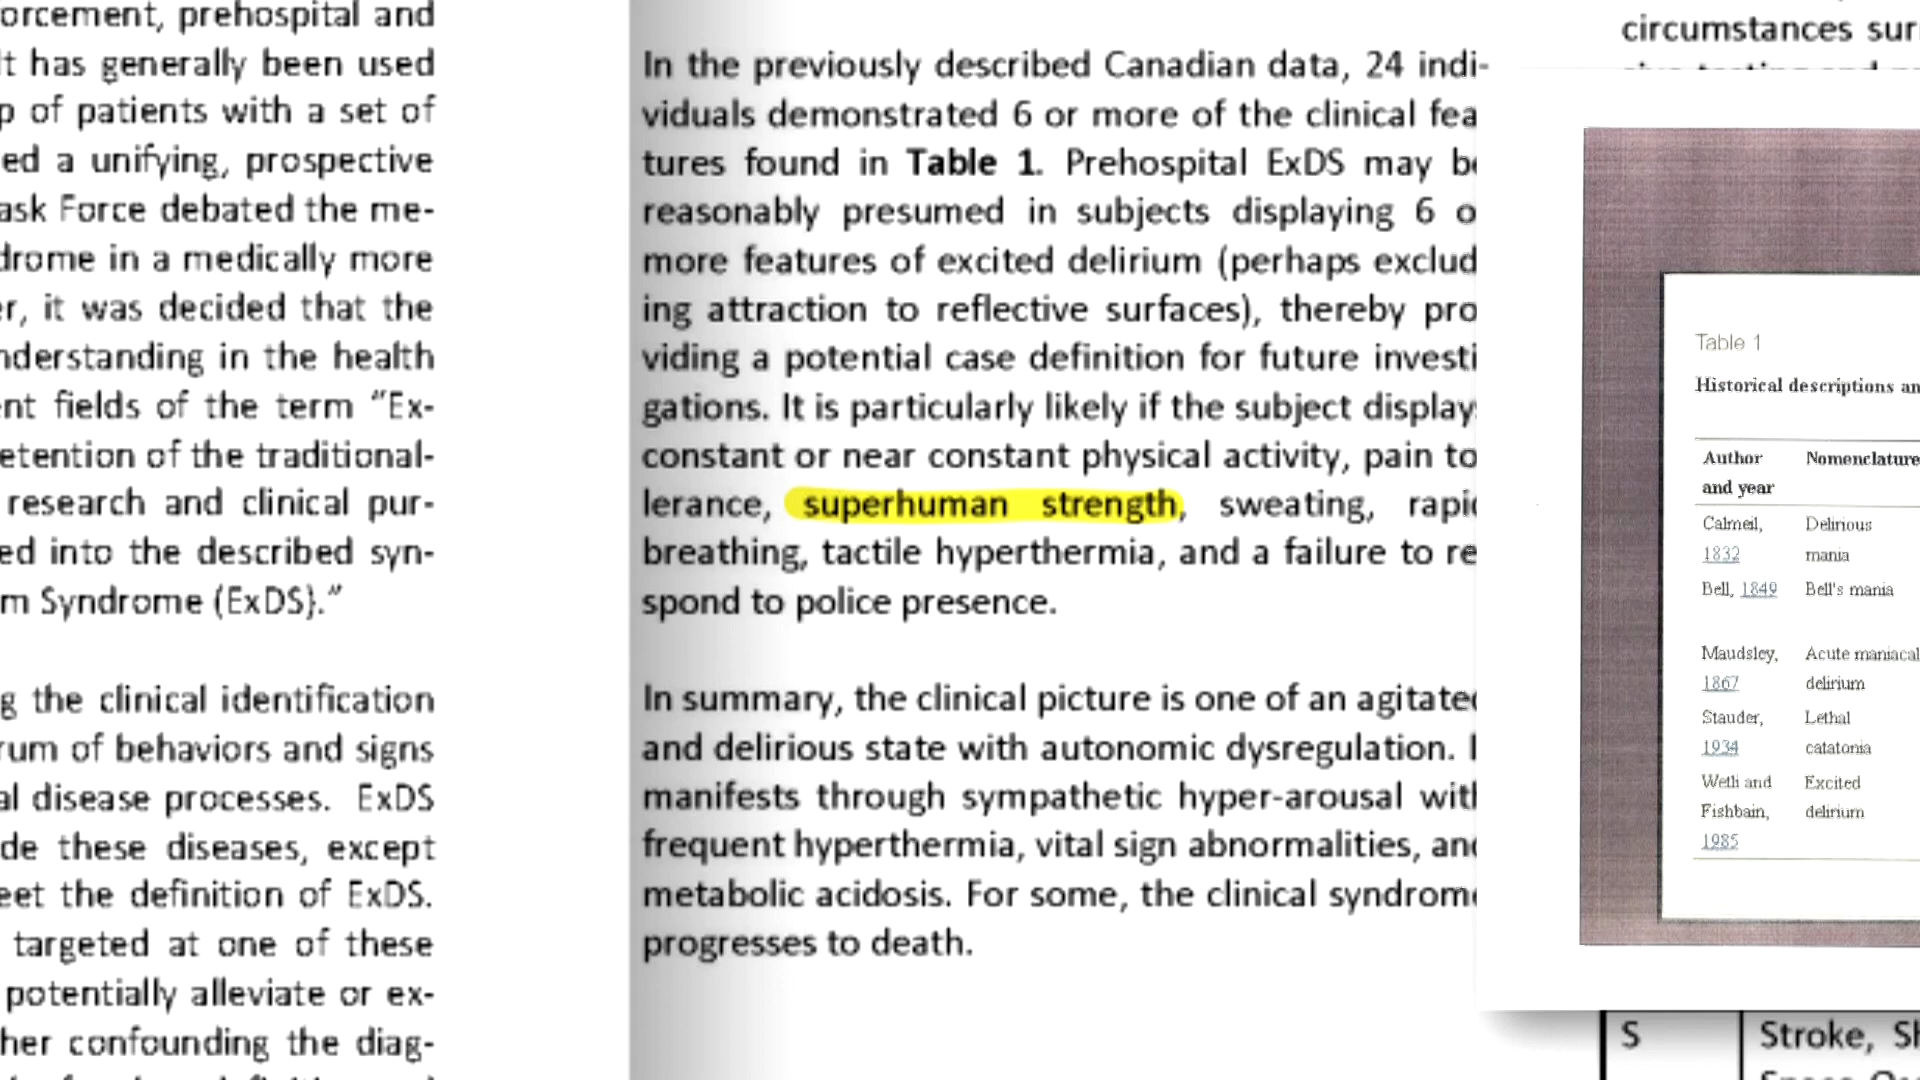 orcement, prehospital and
It has generally been used
p of patients with a set of
ed a unifying, prospective
ask Force debated the me-
drome in a medically more
er, it was decided that the
nderstanding in the health
ent fields of the term “Ex-
etention of the traditional-
research and clinical pur-
ed into the described syn-
m Syndrome (ExDS).”
g the clinical identification
rum of behaviors and signs
al disease processes. ExDS
de these diseases, except
eet the definition of ExDS.
targeted at one of these
potentially alleviate or ex-
her confounding the diag-
In the previously described Canadian data, 24 indi-
viduals demonstrated 6 or more of the clinical fea
tures found in Table 1. Prehospital ExDS may be
reasonably presumed in subjects displaying 6 o
more features of excited delirium (perhaps exclud
ing attraction to reflective surfaces), thereby pro
viding a potential case definition for future investi
gations. It is particularly likely if the subject display
constant or near constant physical activity, pain to
lerance, superhuman strength, sweating, rapid
breathing, tactile hyperthermia, and a failure to re
spond to police presence.
In summary, the clinical picture is one of an agitated
and delirious state with autonomic dysregulation. I
manifests through sympathetic hyper-arousal with
frequent hyperthermia, vital sign abnormalities, and
metabolic acidosis. For some, the clinical syndrome
progresses to death.
circumstances surr
Table 1
Historical descriptions an
Author and year Nomenclature
Calmeil, 1832 Delirious mania
Bell, 1849 Bell's mania
Maudsley, 1867 Acute maniacal delirium
Stauder, 1934 Lethal catatonia
Wetli and Fishbain, 1985 Excited delirium
S Stroke, Sh